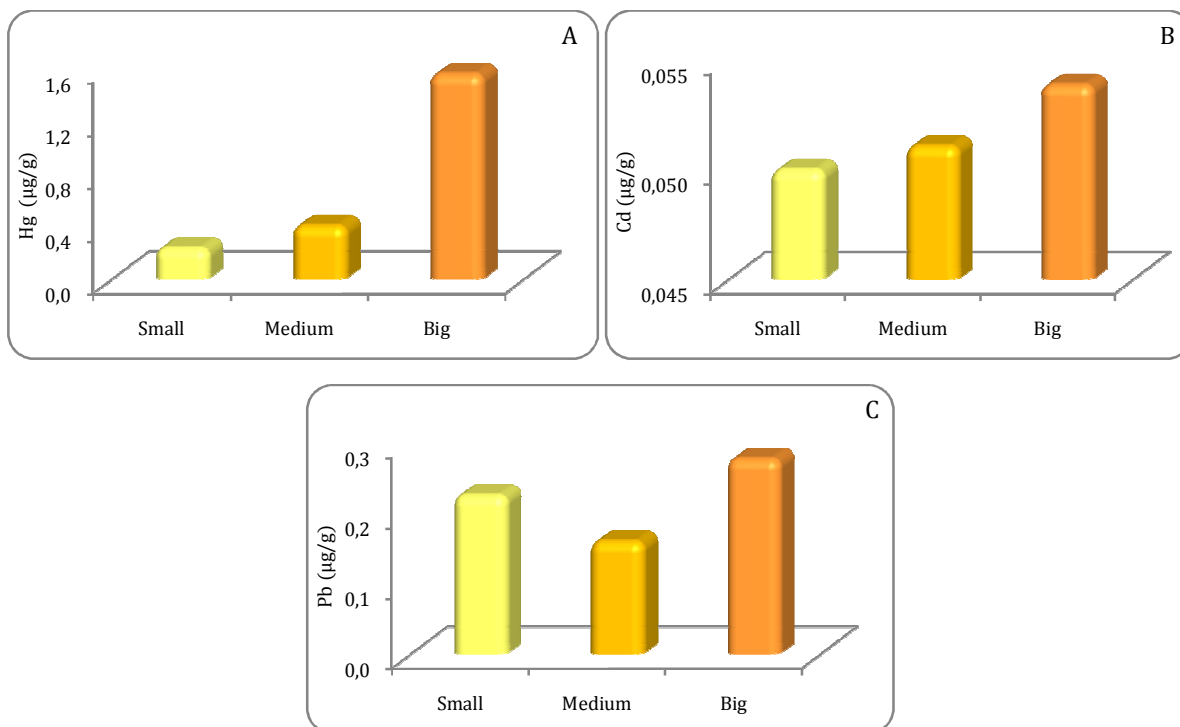 A
Hg (µg/g)
1,6
1,2
0,8
0,4
0,0
Small Medium Big
B
Cd (µg/g)
0,055
0,050
0,045
Small Medium Big
C
Pb (µg/g)
0,3
0,2
0,1
0,0
Small Medium Big